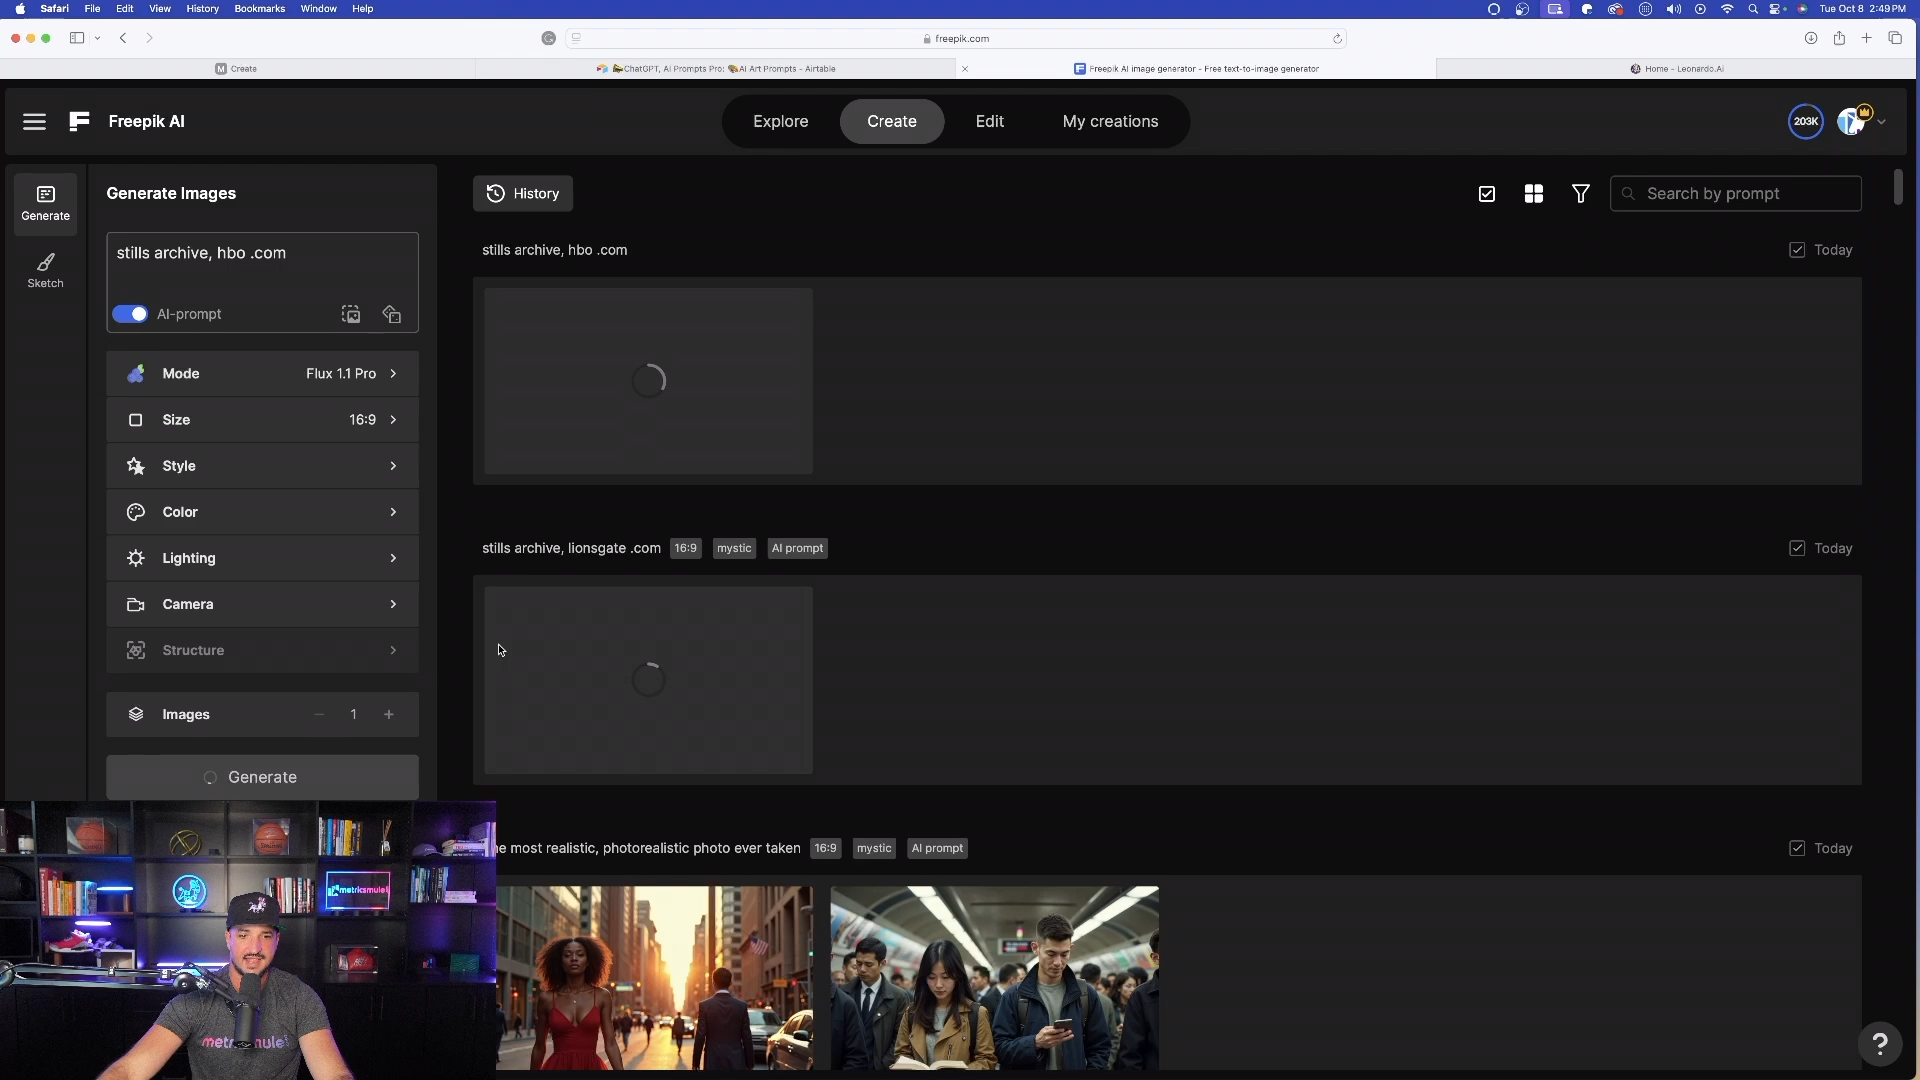 Safari File Edit View History Bookmarks Window Help
Tue Oct 8 2:49 PM
freepik.com
M Create
ChatGPT, AI Prompts Pro: AI Art Prompts - Airtable
Freepik AI image generator - Free text-to-image generator
Home - Leonardo.Ai
Freepik AI
Explore Create Edit My creations
203K
Generate
Sketch
Generate Images
stills archive, hbo .com
AI-prompt
Mode Flux 1.1 Pro
Size 16:9
Style
Color
Lighting
Camera
Structure
Images 1
Generate
History
Search by prompt
stills archive, hbo .com
Today
stills archive, lionsgate .com 16:9 mystic AI prompt
Today
e most realistic, photorealistic photo ever taken 16:9 mystic AI prompt
Today
metricsmule
?